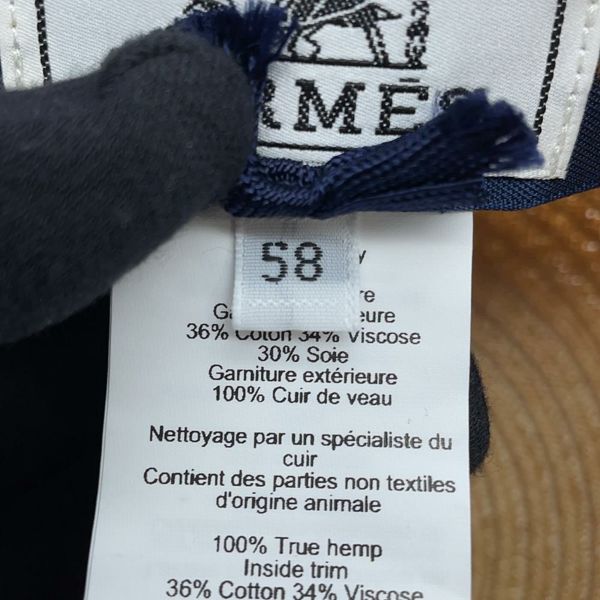 HERMÈS
58
36% Coton 34% Viscose
30% Soie
Garniture extérieure
100% Cuir de veau
Nettoyage par un spécialiste du
cuir
Contient des parties non textiles
d'origine animale
100% True hemp
Inside trim
36% Cotton 34% Viscose